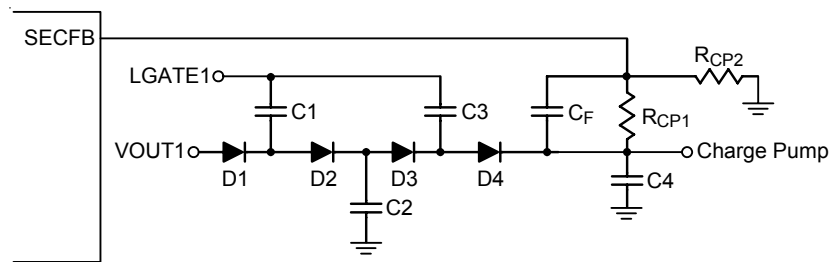 SECFB
RCP2
LGATE1
C1
C3
CF
RCP1
VOUT1
Charge Pump
D1
D2
D3
D4
C4
C2